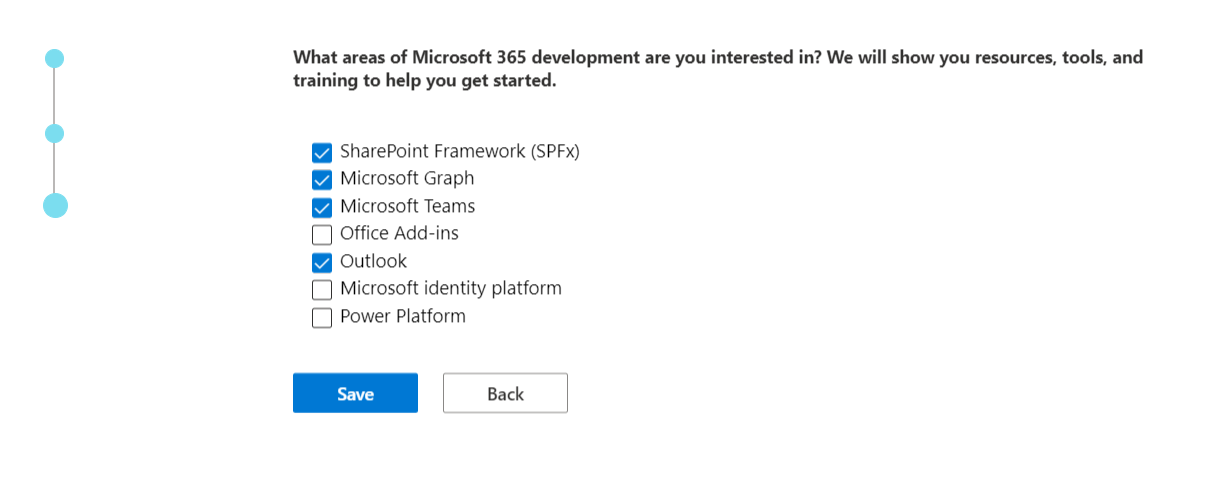 What areas of Microsoft 365 development are you interested in? We will show you resources, tools, and
training to help you get started.
SharePoint Framework (SPFx)
Microsoft Graph
Microsoft Teams
Office Add-ins
Outlook
Microsoft identity platform
Power Platform
Save
Back